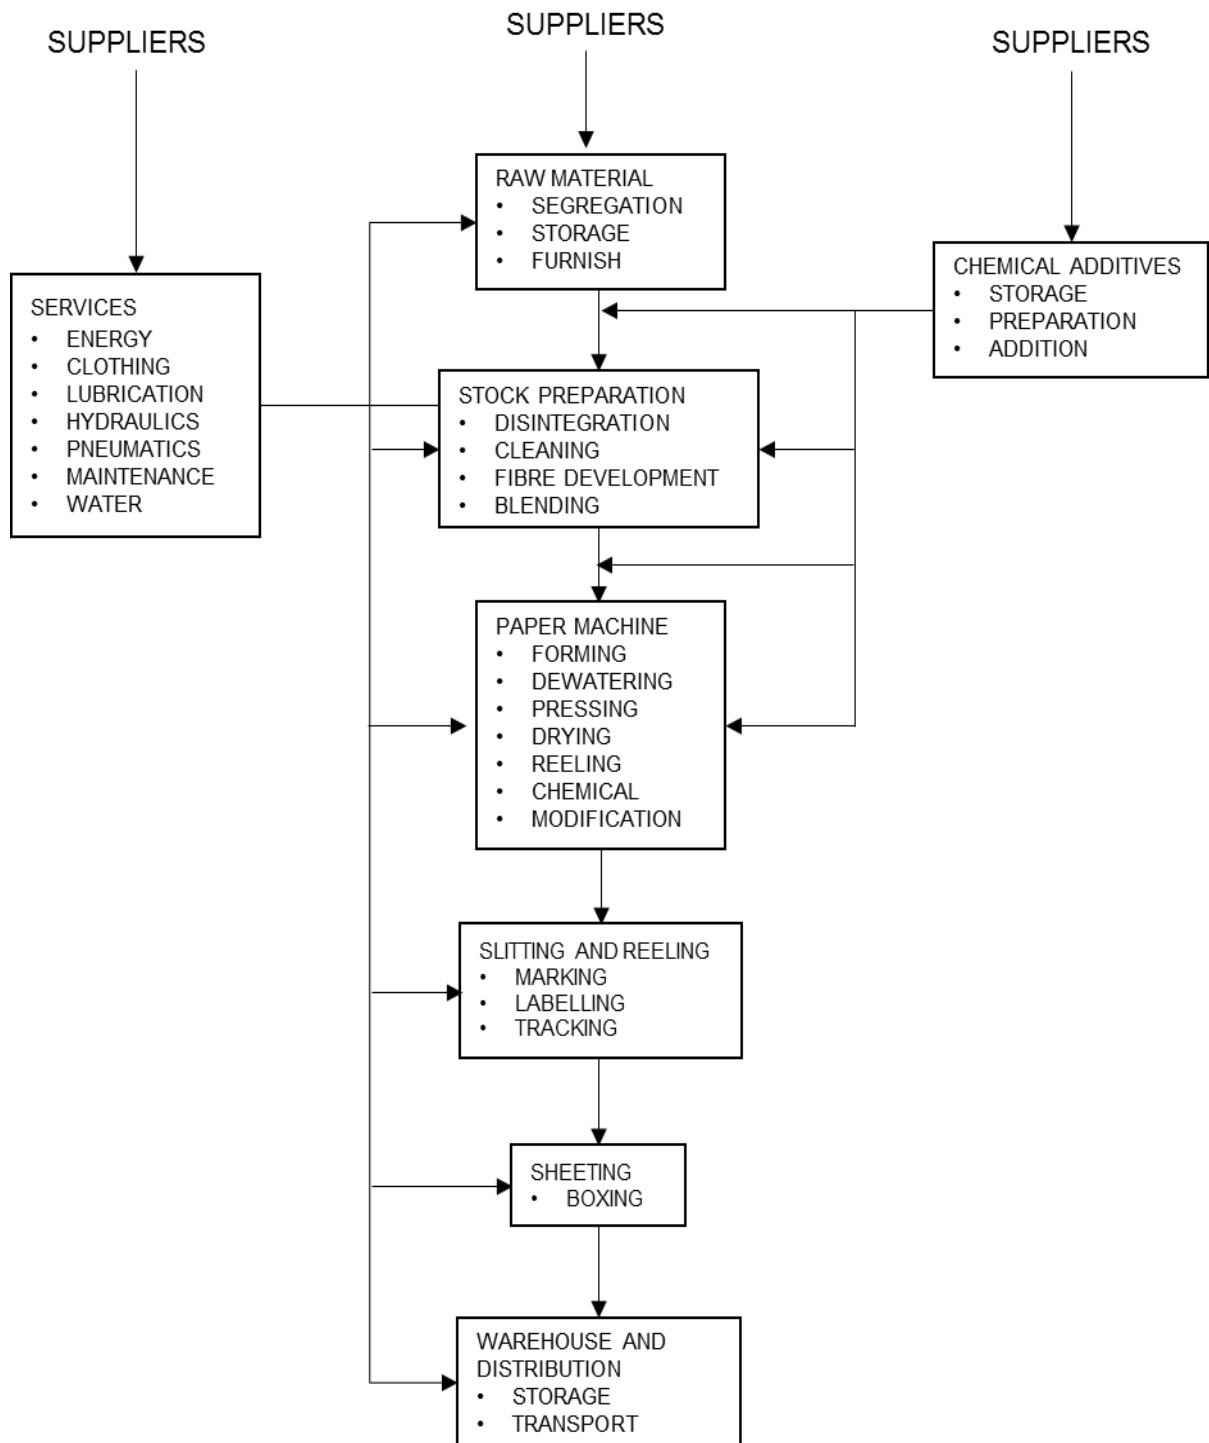 SUPPLIERS
SUPPLIERS
SUPPLIERS
RAW MATERIAL
• SEGREGATION
• STORAGE
• FURNISH
CHEMICAL ADDITIVES
• STORAGE
• PREPARATION
• ADDITION
SERVICES
• ENERGY
• CLOTHING
• LUBRICATION
• HYDRAULICS
• PNEUMATICS
• MAINTENANCE
• WATER
STOCK PREPARATION
• DISINTEGRATION
• CLEANING
• FIBRE DEVELOPMENT
• BLENDING
PAPER MACHINE
• FORMING
• DEWATERING
• PRESSING
• DRYING
• REELING
• CHEMICAL
• MODIFICATION
SLITTING AND REELING
• MARKING
• LABELLING
• TRACKING
SHEETING
• BOXING
WAREHOUSE AND
DISTRIBUTION
• STORAGE
• TRANSPORT